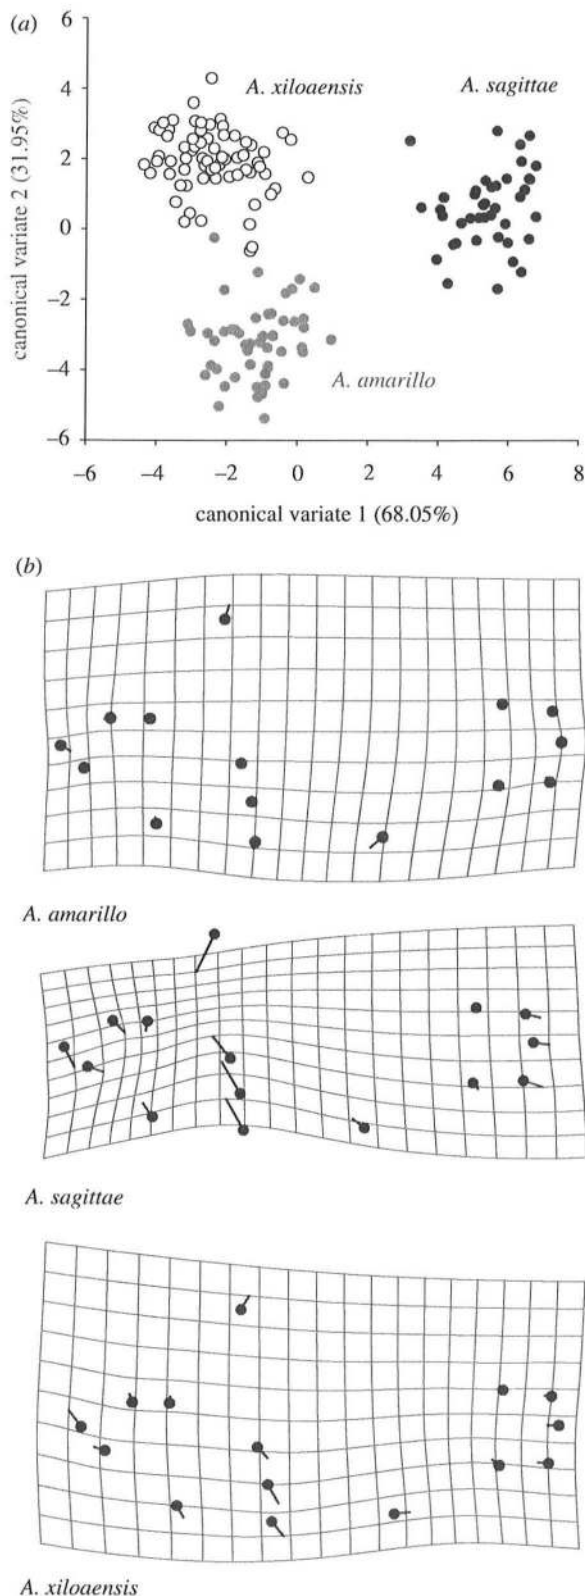 (a)
6
4
2
0
−2
−4
−6
canonical variate 2 (31.95%)
A. xiloaensis
A. sagittae
A. amarillo
−6 −4 −2 0 2 4 6 8
canonical variate 1 (68.05%)
(b)
A. amarillo
A. sagittae
A. xiloaensis